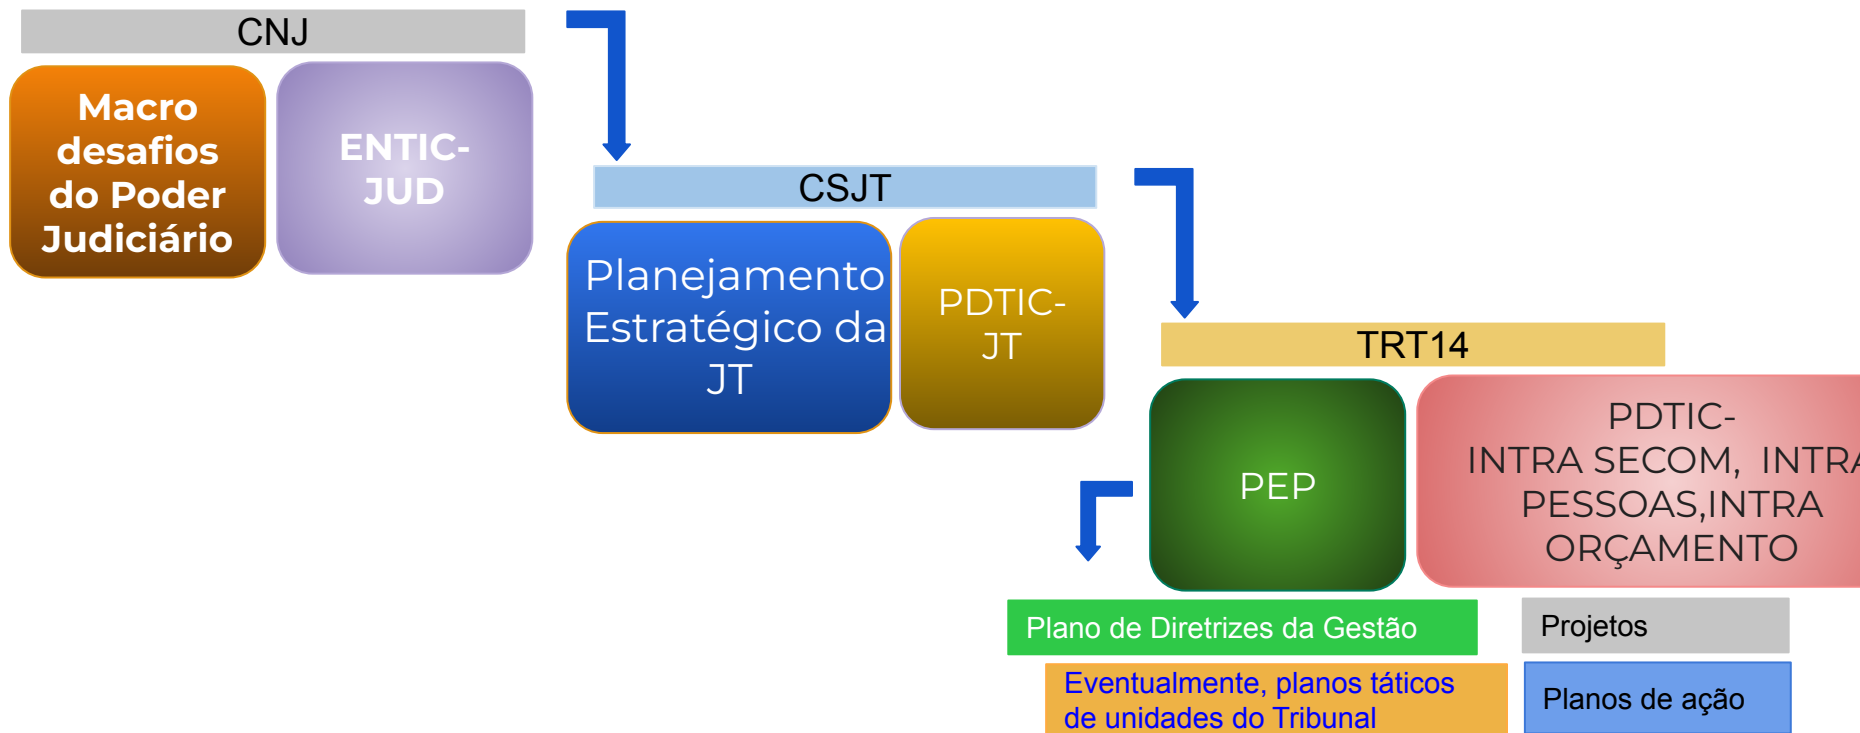 CNJ
Macro
desafios
do Poder
Judiciário
ENTIC-
JUD
CSJT
Planejamento
Estratégico da
JT
PDTIC-
JT
TRT14
PEP
PDTIC-
INTRA SECOM, INTRA
PESSOAS,INTRA
ORÇAMENTO
Plano de Diretrizes da Gestão
Projetos
Eventualmente, planos táticos
de unidades do Tribunal
Planos de ação